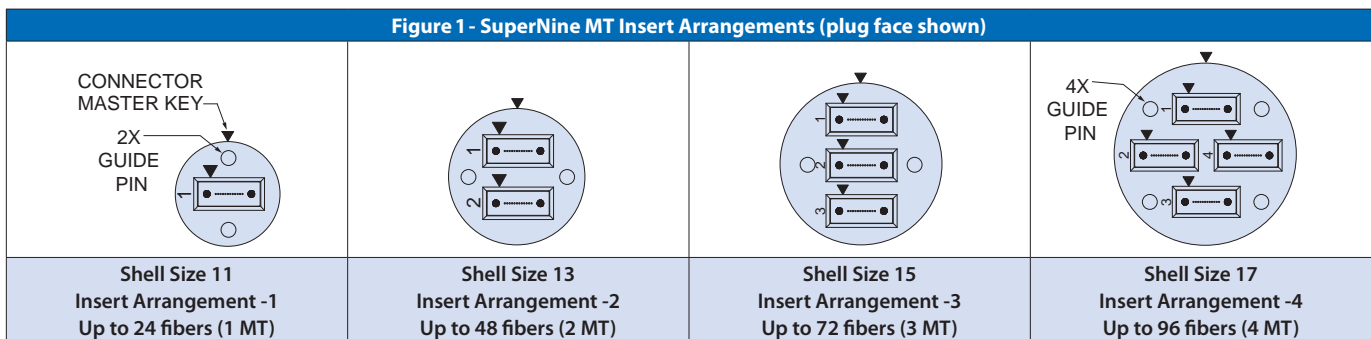 Figure 1 - SuperNine MT Insert Arrangements (plug face shown)
CONNECTOR
MASTER KEY
2X
GUIDE
PIN
1
1
2
1
2
3
4X
GUIDE
PIN
1
2
4
3
Shell Size 11
Insert Arrangement -1
Up to 24 fibers (1 MT)
Shell Size 13
Insert Arrangement -2
Up to 48 fibers (2 MT)
Shell Size 15
Insert Arrangement -3
Up to 72 fibers (3 MT)
Shell Size 17
Insert Arrangement -4
Up to 96 fibers (4 MT)